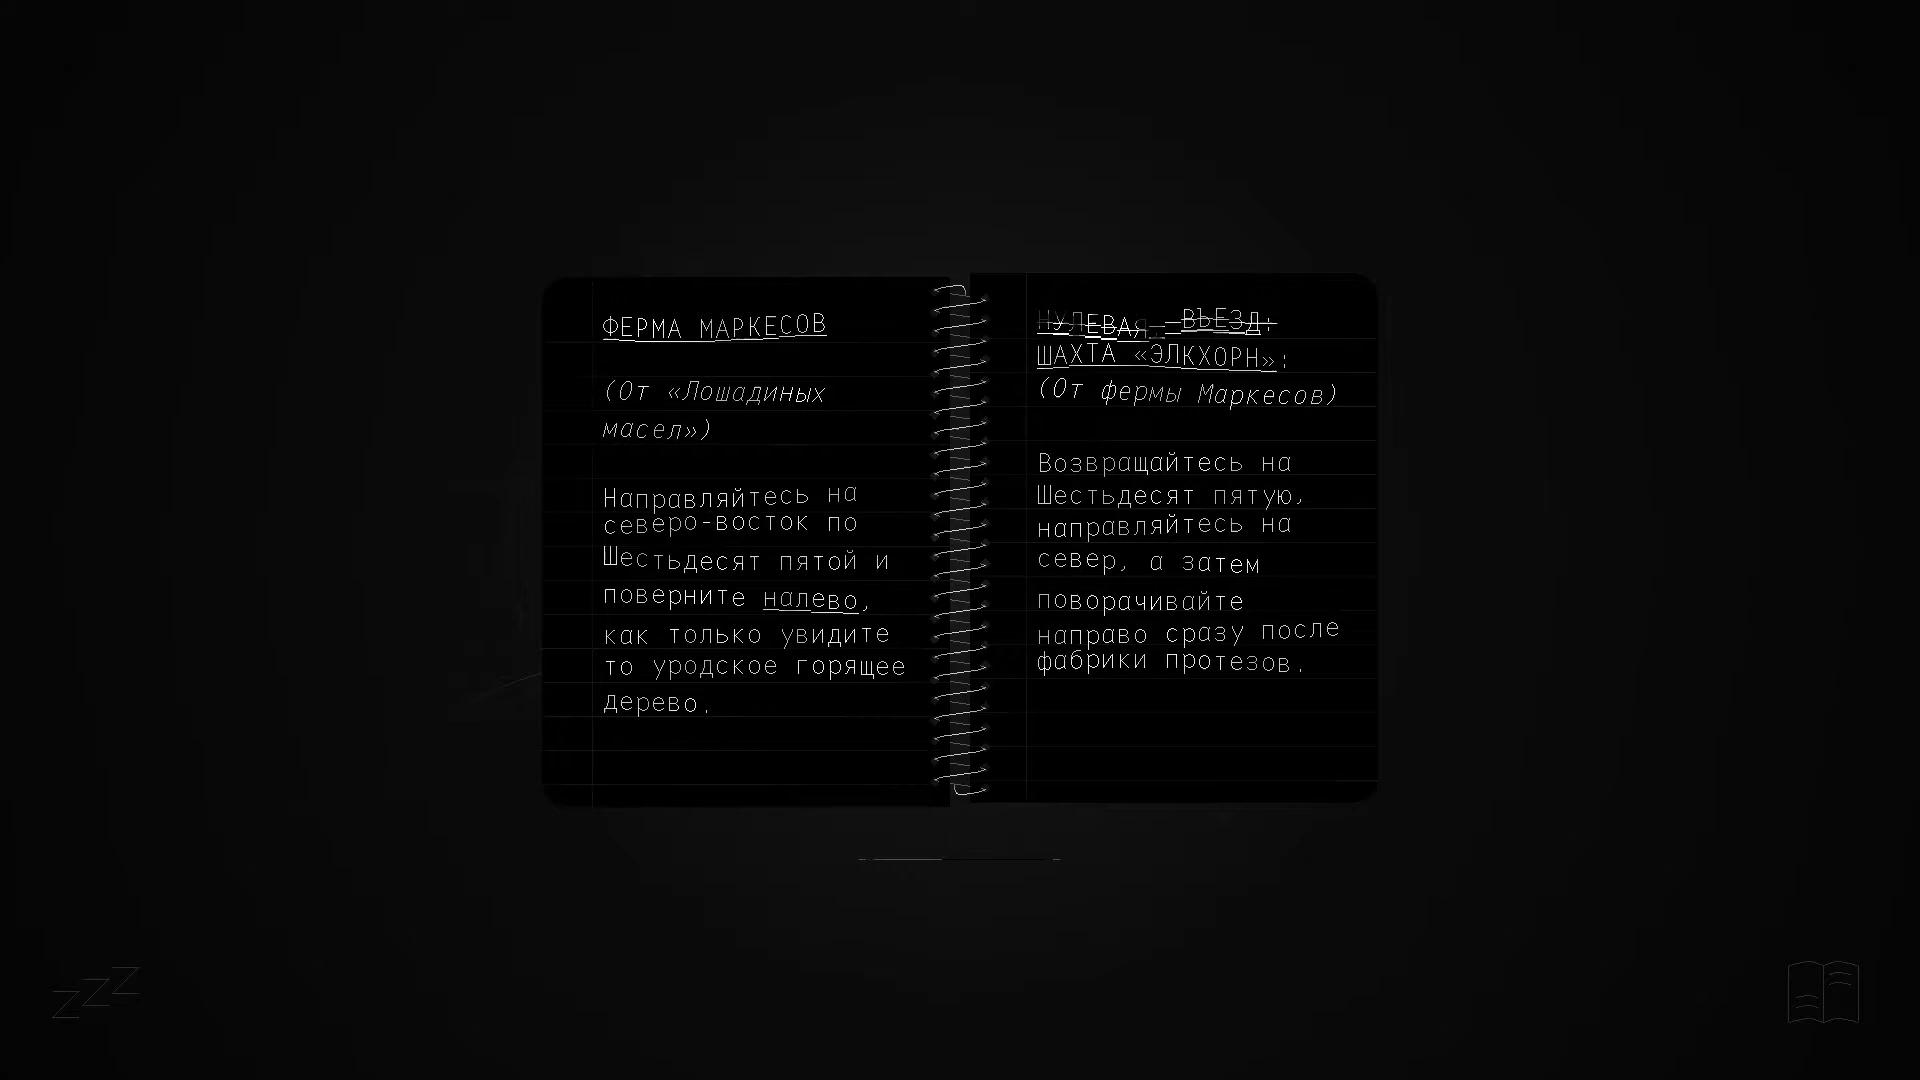 ФЕРМА МАРКЕСОВ
(От «Лошадиных
масел»)
Направляйтесь на
северо-восток по
Шестьдесят пятой и
поверните налево,
как только увидите
то уродское горящее
дерево.
НУЛЕВАЯ, ВЪЕЗД:
ШАХТА «ЭЛКХОРН»:
(От фермы Маркесов)
Возвращайтесь на
Шестьдесят пятую,
направляйтесь на
север, а затем
поворачивайте
направо сразу после
фабрики протезов.
zzz